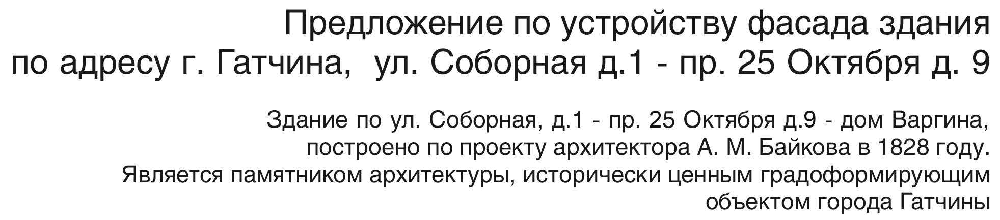 Предложение по устройству фасада здания
по адресу г. Гатчина,  ул. Соборная д.1 - пр. 25 Октября д. 9
Здание по ул. Соборная, д.1 - пр. 25 Октября д.9 - дом Варгина,
построено по проекту архитектора А. М. Байкова в 1828 году.
Является памятником архитектуры, исторически ценным градоформирующим
объектом города Гатчины